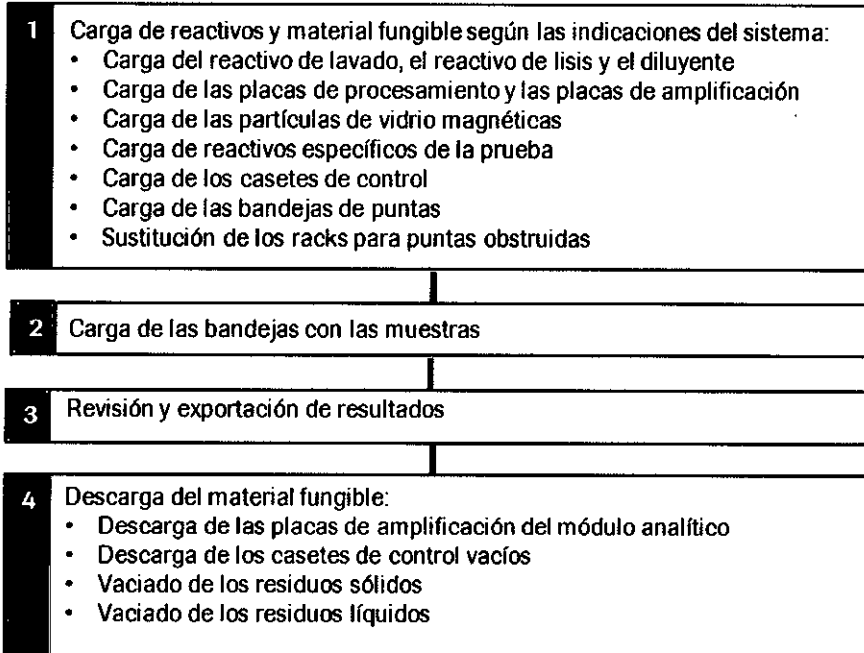 1 Carga de reactivos y material fungible según las indicaciones del sistema:
• Carga del reactivo de lavado, el reactivo de lisis y el diluyente
• Carga de las placas de procesamiento y las placas de amplificación
• Carga de las partículas de vidrio magnéticas
• Carga de reactivos específicos de la prueba
• Carga de los casetes de control
• Carga de las bandejas de puntas
• Sustitución de los racks para puntas obstruidas
2 Carga de las bandejas con las muestras
3 Revisión y exportación de resultados
4 Descarga del material fungible:
• Descarga de las placas de amplificación del módulo analítico
• Descarga de los casetes de control vacíos
• Vaciado de los residuos sólidos
• Vaciado de los residuos líquidos